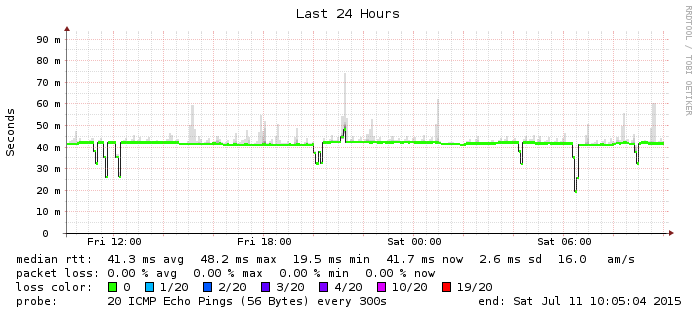 Last 24 Hours
RRDTOOL / TOBI OETIKER
Seconds
90 m
80 m
70 m
60 m
50 m
40 m
30 m
20 m
10 m
0
Fri 12:00 Fri 18:00 Sat 00:00 Sat 06:00
median rtt: 41.3 ms avg 48.2 ms max 19.5 ms min 41.7 ms now 2.6 ms sd 16.0 am/s
packet loss: 0.00 % avg 0.00 % max 0.00 % min 0.00 % now
loss color: 0 1/20 2/20 3/20 4/20 10/20 19/20
probe: 20 ICMP Echo Pings (56 Bytes) every 300s end: Sat Jul 11 10:05:04 2015